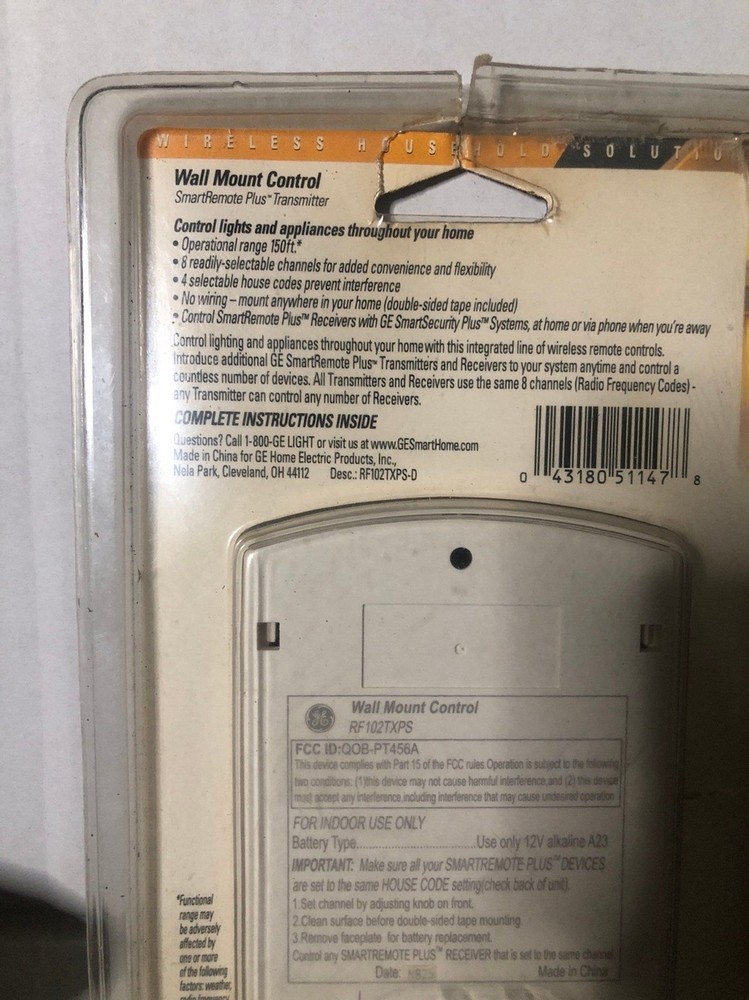 WIRELESS HOUSEHOLD SOLUTIO
Wall Mount Control
SmartRemote Plus™ Transmitter
Control lights and appliances throughout your home
• Operational range 150ft.*
• 8 readily-selectable channels for added convenience and flexibility
• 4 selectable house codes prevent interference
• No wiring – mount anywhere in your home (double-sided tape included)
• Control SmartRemote Plus™ Receivers with GE SmartSecurity Plus™ Systems, at home or via phone when you're away
Control lighting and appliances throughout your home with this integrated line of wireless remote controls.
Introduce additional GE SmartRemote Plus™ Transmitters and Receivers to your system anytime and control a
countless number of devices. All Transmitters and Receivers use the same 8 channels (Radio Frequency Codes) -
any Transmitter can control any number of Receivers.
COMPLETE INSTRUCTIONS INSIDE
Questions? Call 1-800-GE LIGHT or visit us at www.GESmartHome.com
Made in China for GE Home Electric Products, Inc.,
Nela Park, Cleveland, OH 44112 Desc.: RF102TXPS-D
0 43180 51147 8
GE Wall Mount Control
RF102TXPS
FCC ID:QOB-PT456A
This device complies with Part 15 of the FCC rules.Operation is subject to the following
two conditions: (1)this device may not cause harmful interference,and (2) this device
must accept any interference,including interference that may cause undesired operation
FOR INDOOR USE ONLY
Battery Type..............................Use only 12V alkaline A23
IMPORTANT: Make sure all your SMARTREMOTE PLUS™ DEVICES
are set to the same HOUSE CODE setting(check back of unit).
1.Set channel by adjusting knob on front.
2.Clean surface before double-sided tape mounting.
3.Remove faceplate for battery replacement.
Control any SMARTREMOTE PLUS™ RECEIVER that is set to the same channel
Date: Made in China
*Functional
range may
be adversely
affected by
one or more
of the following
factors: weather,
radio frequency